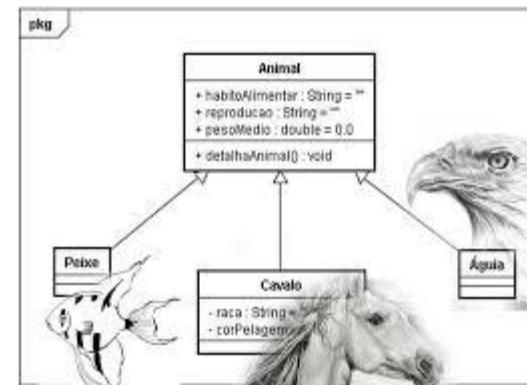 pkg
Animal
+ habitoAlimentar : String = ""
+ reproducao : String = ""
+ pesoMedio : double = 0.0
+ detalhaAnimal() : void
Peixe
Cavalo
- raca : String =
- corPelagem
Águia